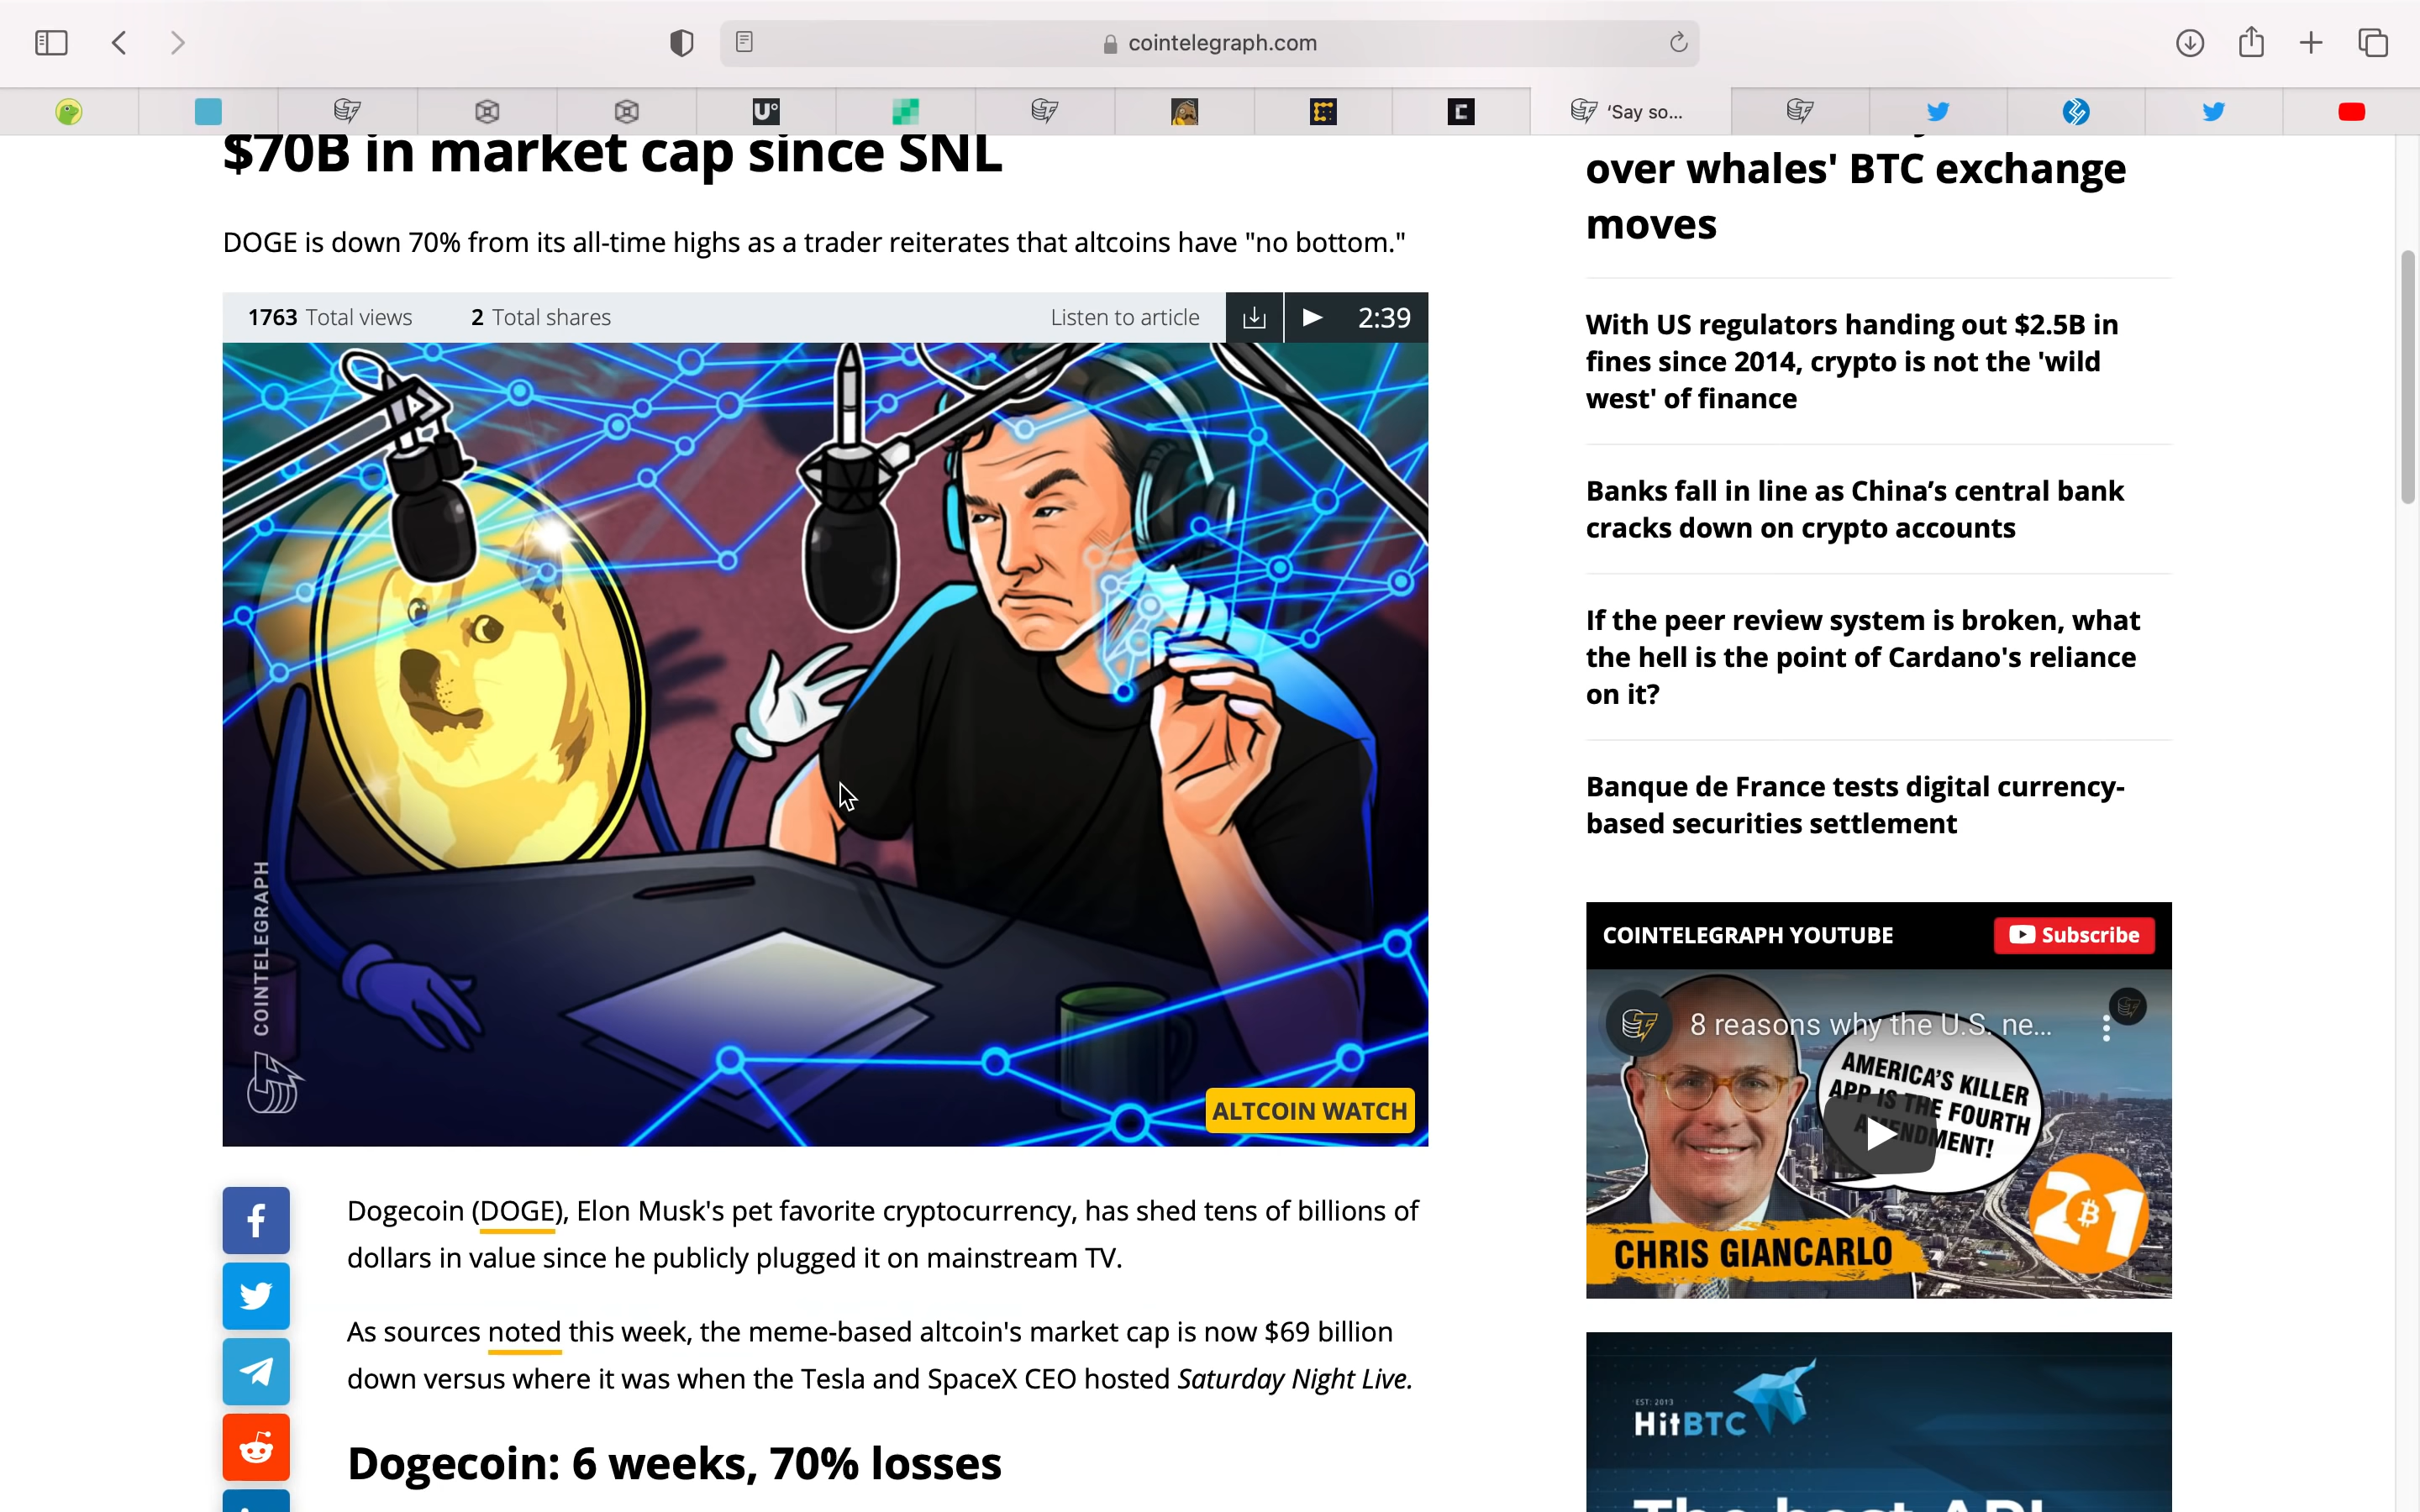 cointelegraph.com
'Say so...
$70B in market cap since SNL
DOGE is down 70% from its all-time highs as a trader reiterates that altcoins have "no bottom."
1763 Total views 2 Total shares Listen to article 2:39
COINTELEGRAPH
ALTCOIN WATCH
Dogecoin (DOGE), Elon Musk's pet favorite cryptocurrency, has shed tens of billions of
dollars in value since he publicly plugged it on mainstream TV.
As sources noted this week, the meme-based altcoin's market cap is now $69 billion
down versus where it was when the Tesla and SpaceX CEO hosted Saturday Night Live.
Dogecoin: 6 weeks, 70% losses
over whales' BTC exchange
moves
With US regulators handing out $2.5B in
fines since 2014, crypto is not the 'wild
west' of finance
Banks fall in line as China’s central bank
cracks down on crypto accounts
If the peer review system is broken, what
the hell is the point of Cardano's reliance
on it?
Banque de France tests digital currency-
based securities settlement
COINTELEGRAPH YOUTUBE Subscribe
8 reasons why the U.S. ne...
AMERICA'S KILLER
APP IS THE FOURTH
AMENDMENT!
21
CHRIS GIANCARLO
EST: 2013
HitBTC
The best API